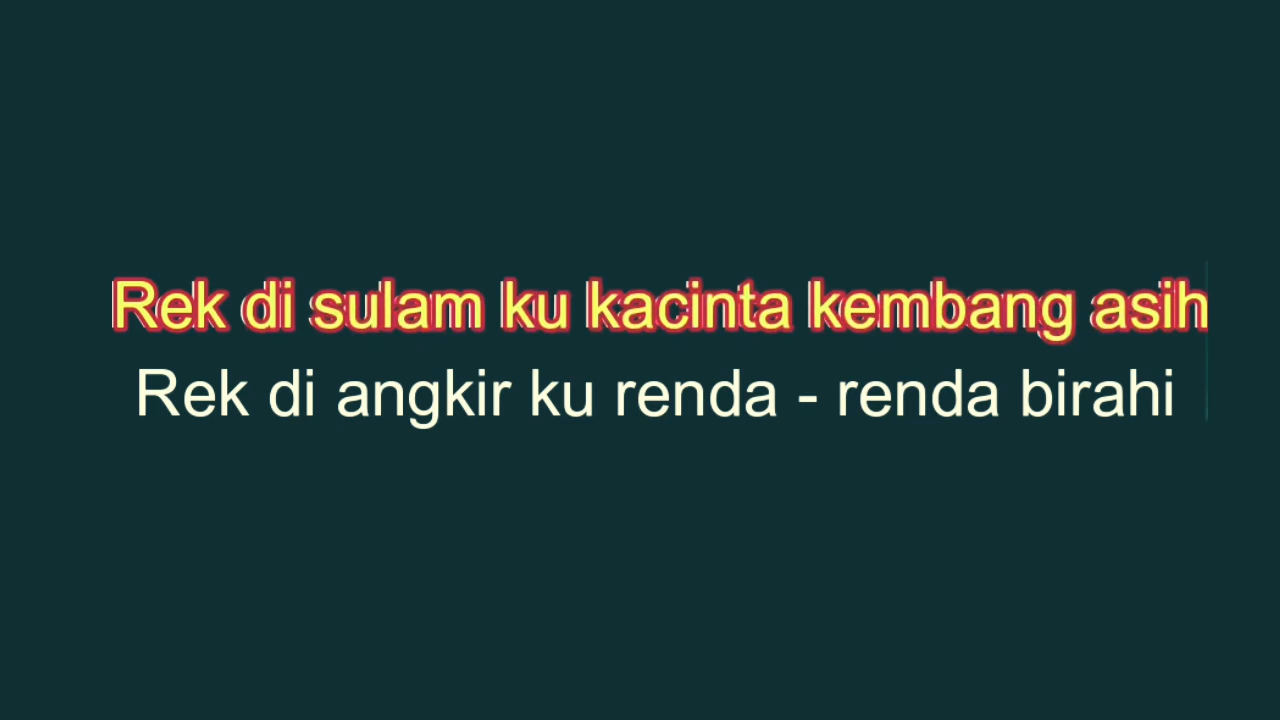 Rek di sulam ku kacinta kembang asih
Rek di angkir ku renda - renda birahi